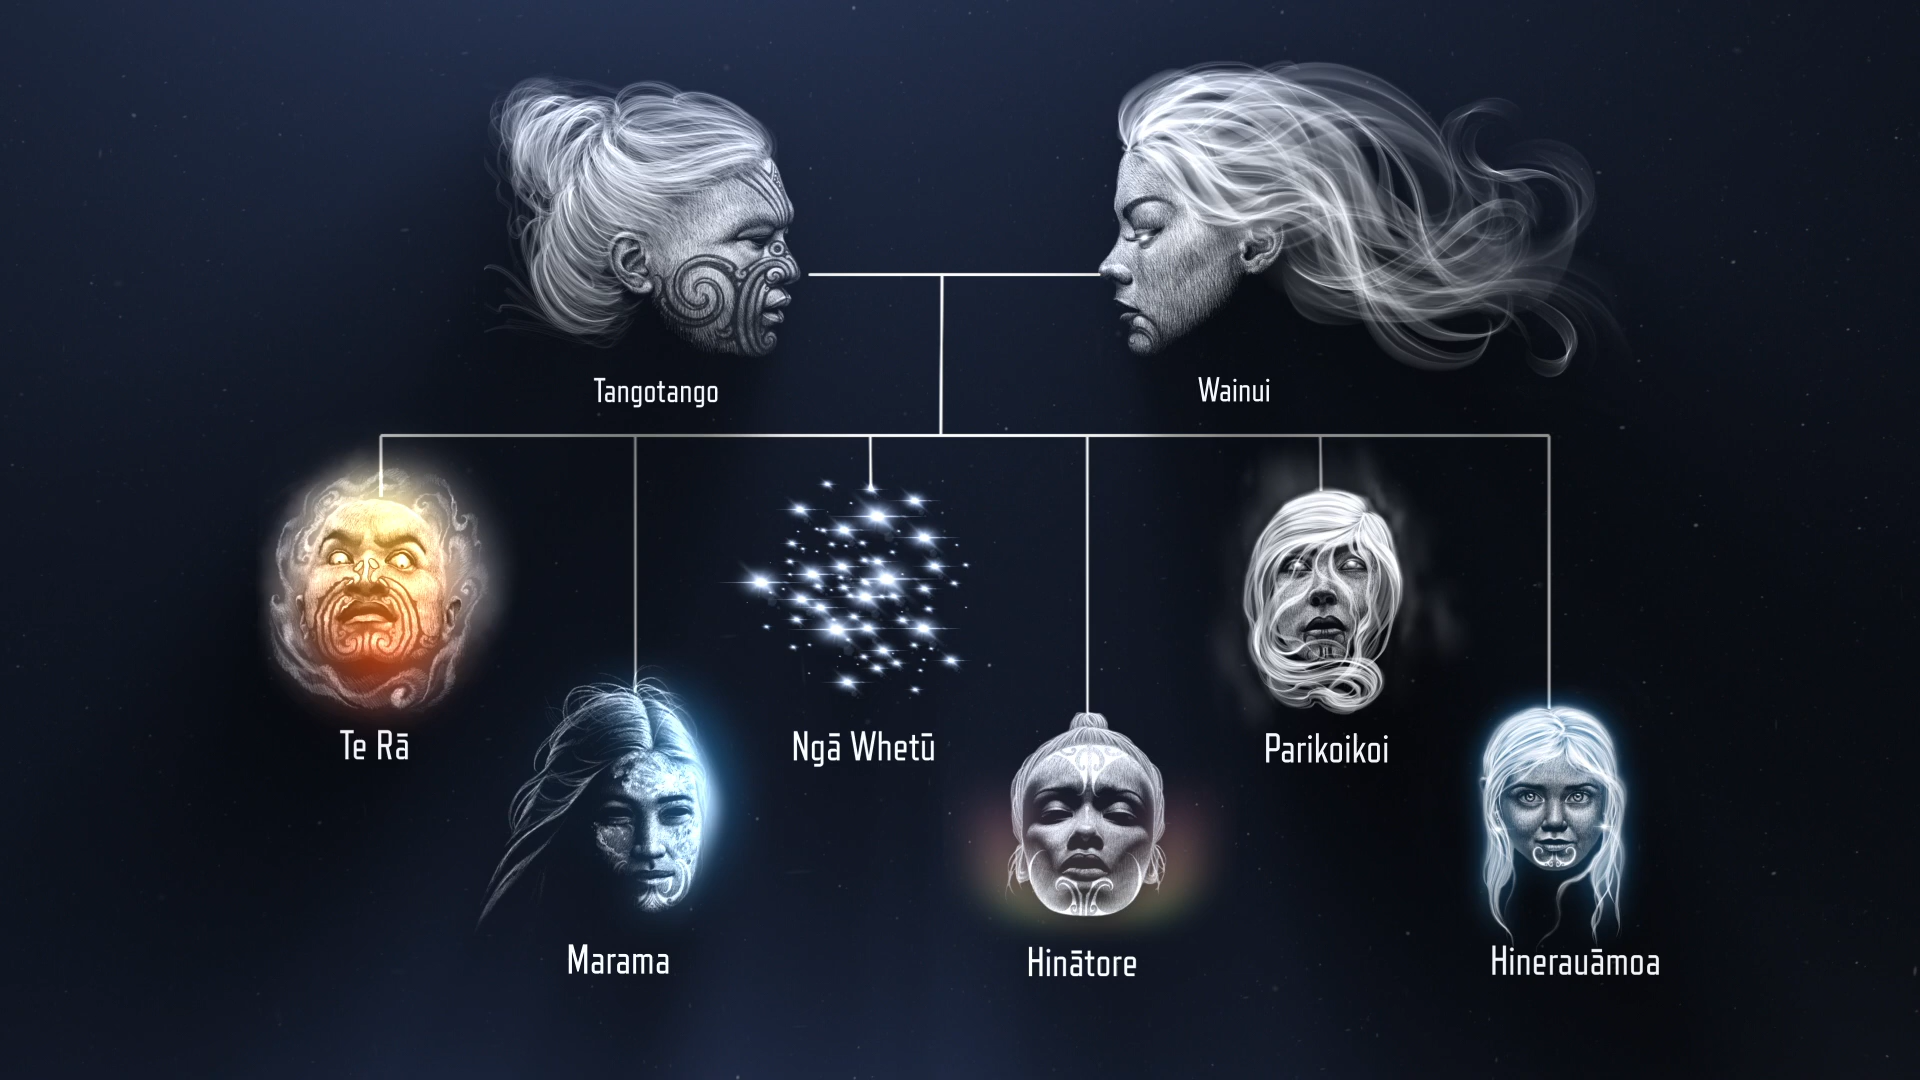 Tangotango
Wainui
Te Rā
Ngā Whetū
Parikoikoi
Marama
Hinātore
Hinerauāmoa